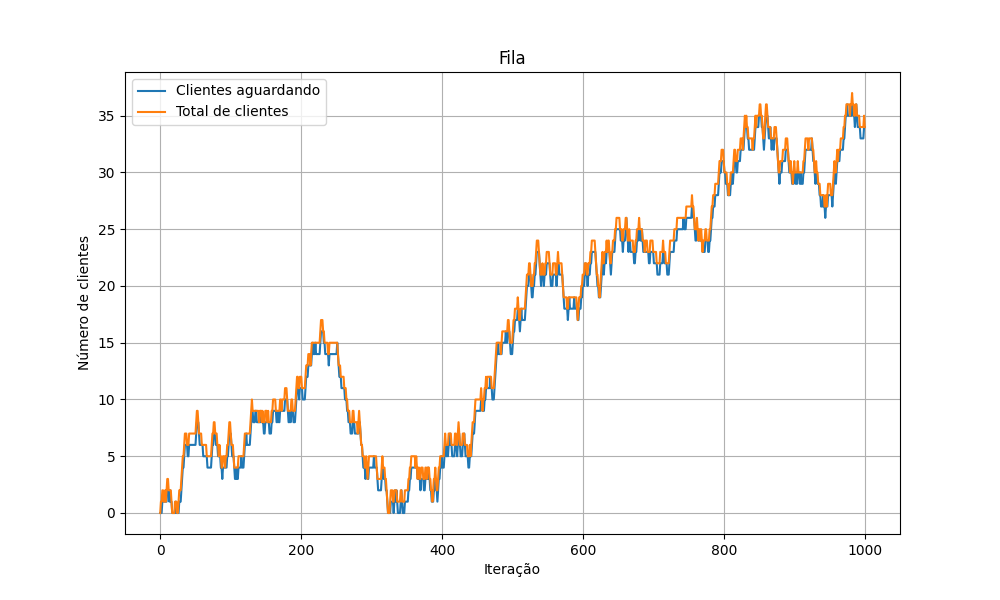 Fila
Clientes aguardando
Total de clientes
35
30
25
20
15
10
5
0
Número de clientes
0 200 400 600 800 1000
Iteração